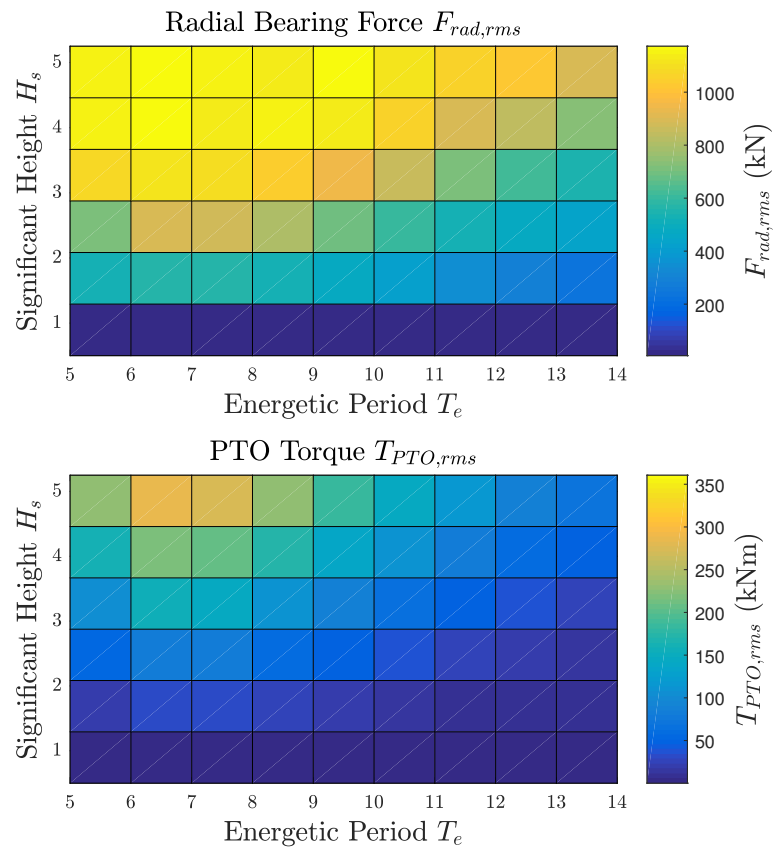 Radial Bearing Force F_{rad,rms}
Significant Height H_s
5
4
3
2
1
5 6 7 8 9 10 11 12 13 14
Energetic Period T_e
1000
800
600
400
200
F_{rad,rms} (kN)
PTO Torque T_{PTO,rms}
Significant Height H_s
5
4
3
2
1
5 6 7 8 9 10 11 12 13 14
Energetic Period T_e
350
300
250
200
150
100
50
T_{PTO,rms} (kNm)